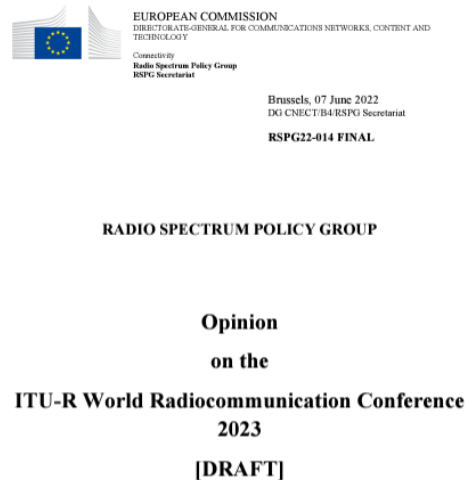 EUROPEAN COMMISSION
DIRECTORATE-GENERAL FOR COMMUNICATIONS NETWORKS, CONTENT AND
TECHNOLOGY
Connectivity
Radio Spectrum Policy Group
RSPG Secretariat
Brussels, 07 June 2022
DG CNECT/B4/RSPG Secretariat
RSPG22-014 FINAL
RADIO SPECTRUM POLICY GROUP
Opinion
on the
ITU-R World Radiocommunication Conference
2023
[DRAFT]